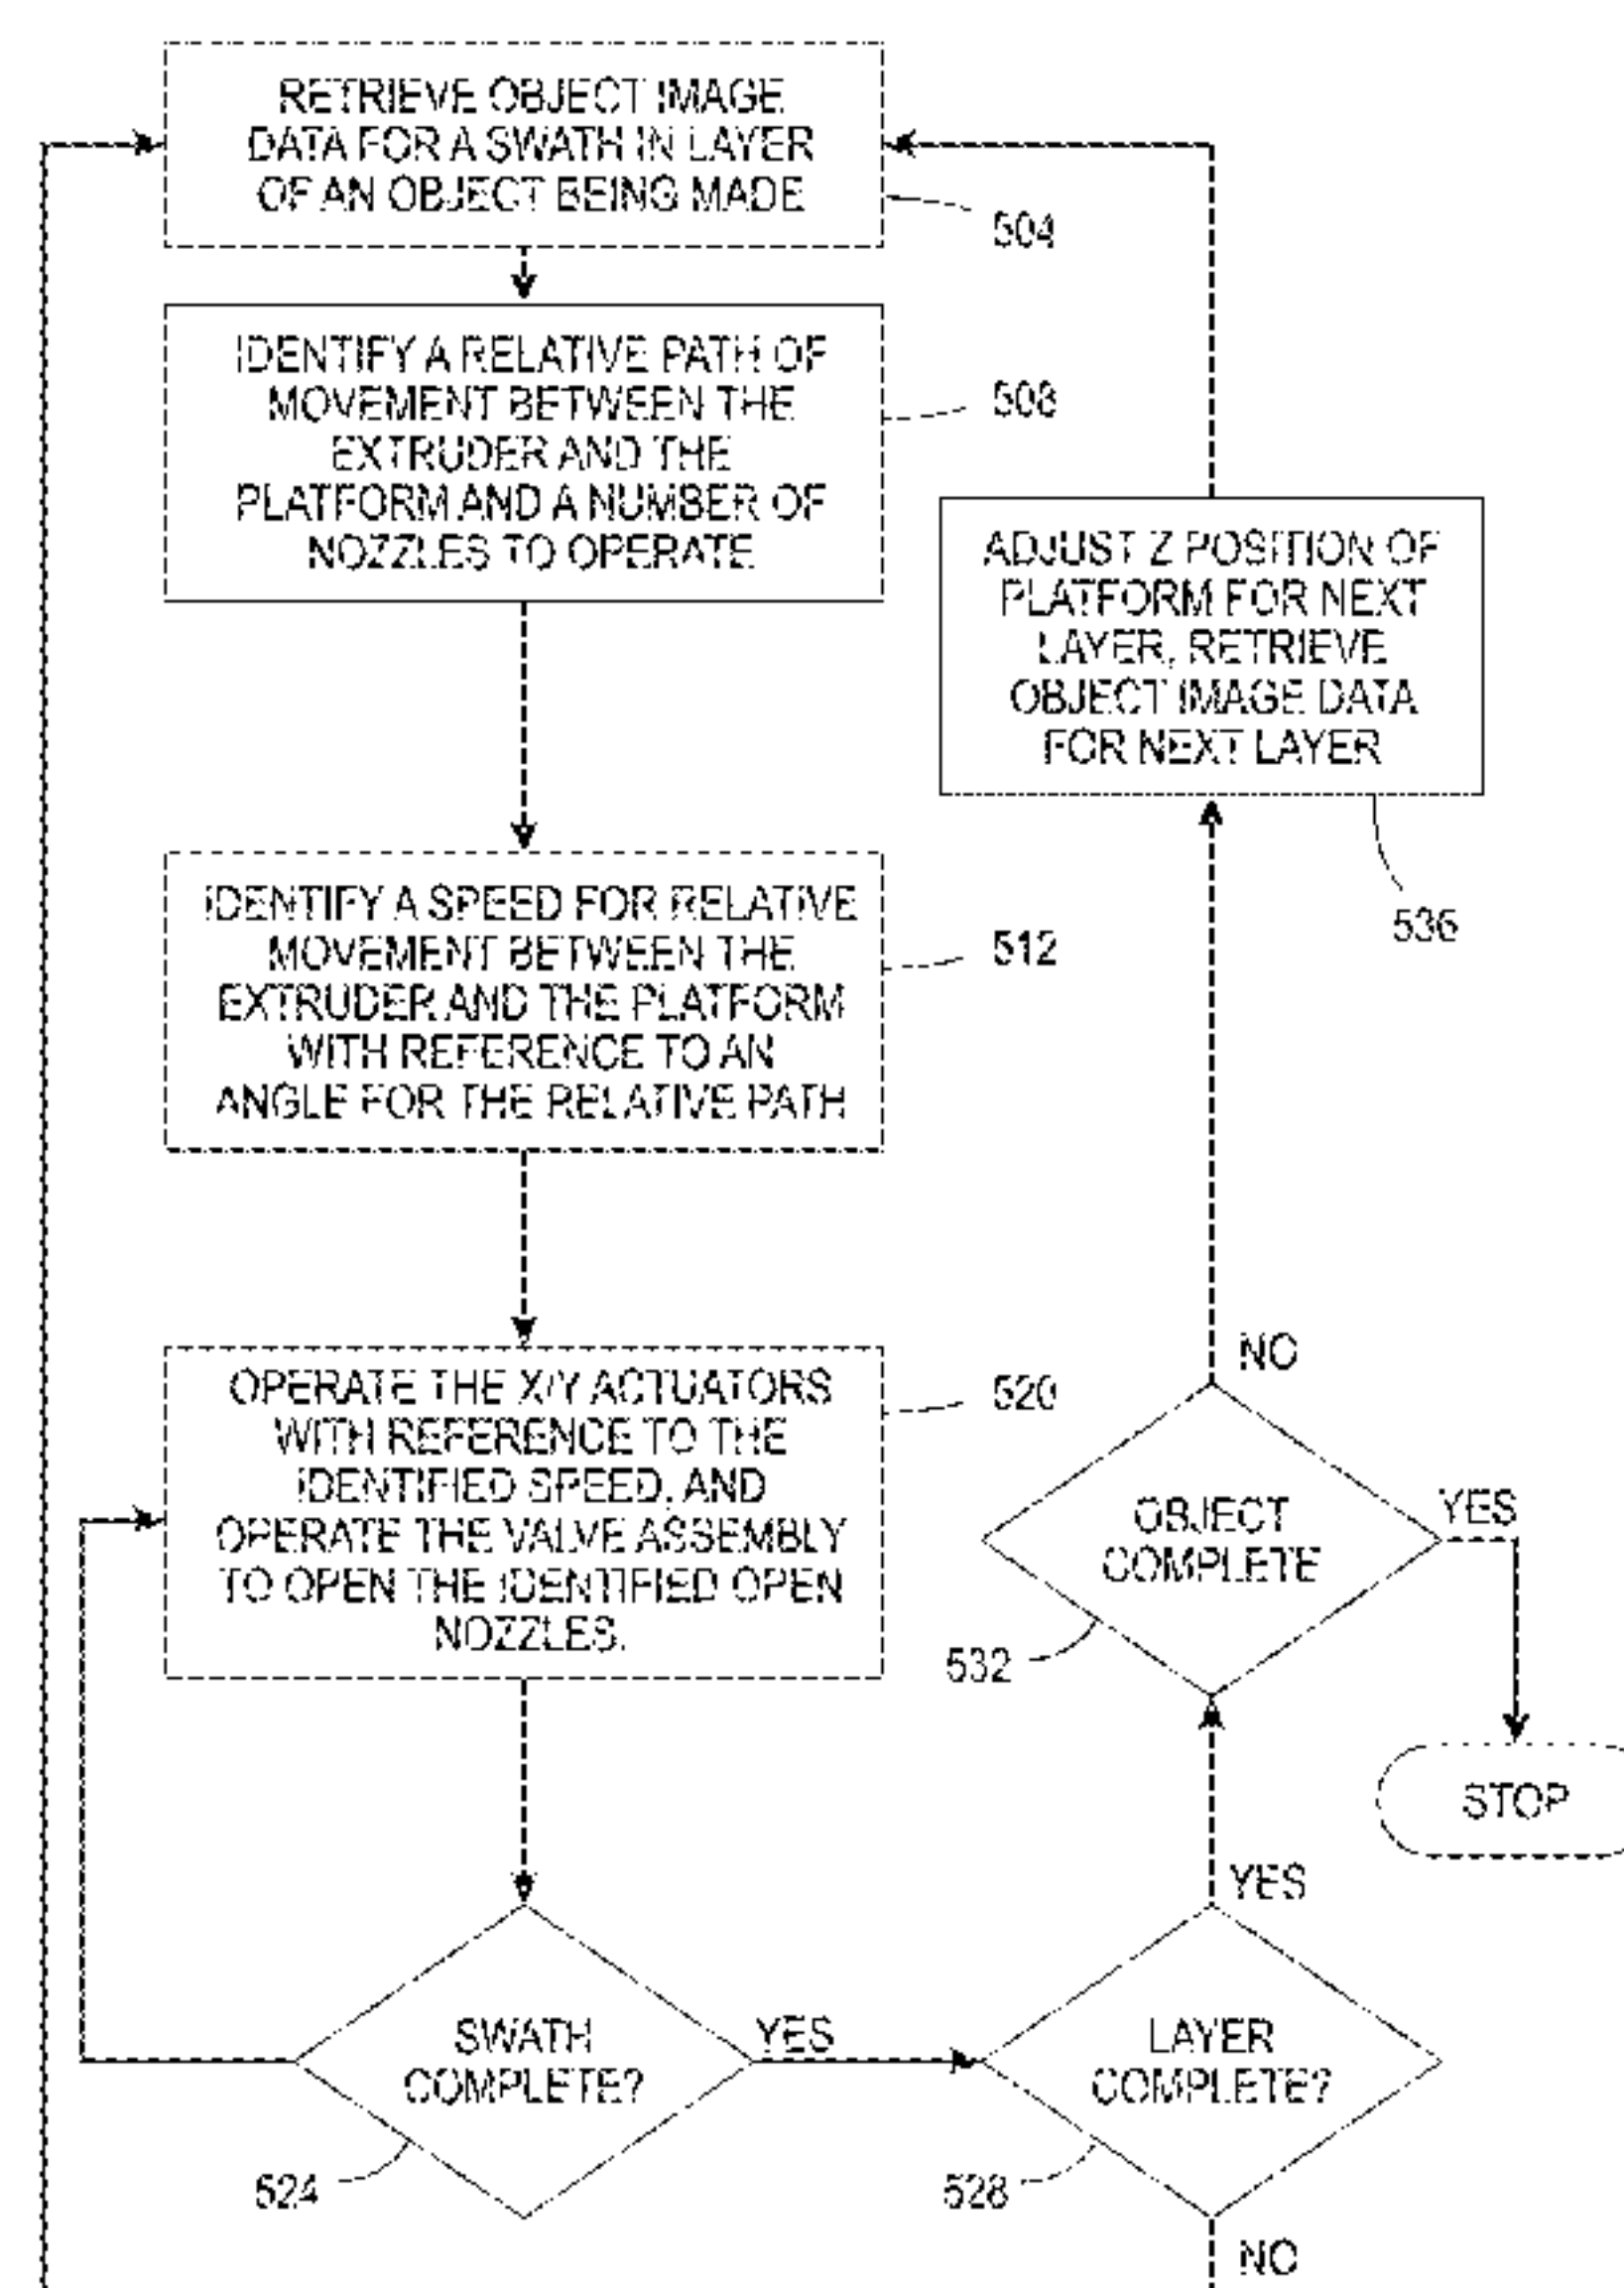 RETRIEVE OBJECT IMAGE
DATA FOR A SWATH IN LAYER
OF AN OBJECT BEING MADE
504
IDENTIFY A RELATIVE PATH OF
MOVEMENT BETWEEN THE
EXTRUDER AND THE
PLATFORM AND A NUMBER OF
NOZZLES TO OPERATE
508
ADJUST Z POSITION OF
PLATFORM FOR NEXT
LAYER, RETRIEVE
OBJECT IMAGE DATA
FOR NEXT LAYER
536
IDENTIFY A SPEED FOR RELATIVE
MOVEMENT BETWEEN THE
EXTRUDER AND THE PLATFORM
WITH REFERENCE TO AN
ANGLE FOR THE RELATIVE PATH
512
OPERATE THE X/Y ACTUATORS
WITH REFERENCE TO THE
IDENTIFIED SPEED, AND
OPERATE THE VALVE ASSEMBLY
TO OPEN THE IDENTIFIED OPEN
NOZZLES.
520
NO
OBJECT
COMPLETE
YES
532
STOP
YES
SWATH
COMPLETE?
YES
524
LAYER
COMPLETE?
528
NO